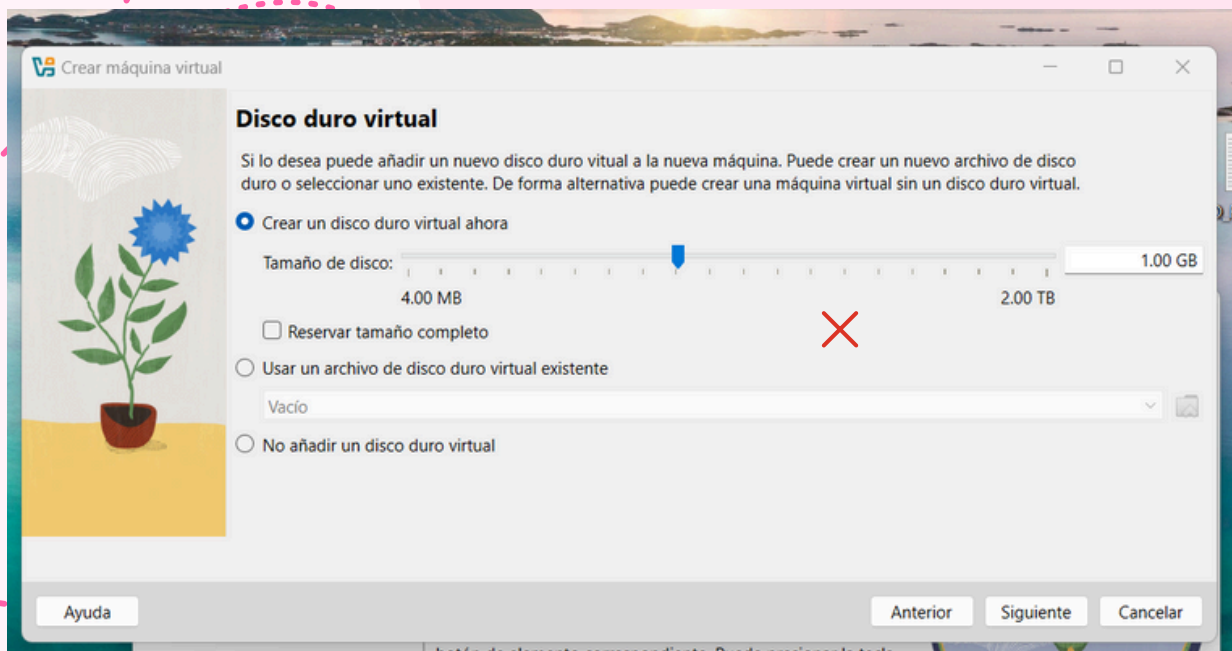 Crear máquina virtual
Disco duro virtual
Si lo desea puede añadir un nuevo disco duro vitual a la nueva máquina. Puede crear un nuevo archivo de disco
duro o seleccionar uno existente. De forma alternativa puede crear una máquina virtual sin un disco duro virtual.
Crear un disco duro virtual ahora
Tamaño de disco:
1.00 GB
4.00 MB
2.00 TB
Reservar tamaño completo
Usar un archivo de disco duro virtual existente
Vacío
No añadir un disco duro virtual
Ayuda
Anterior
Siguiente
Cancelar